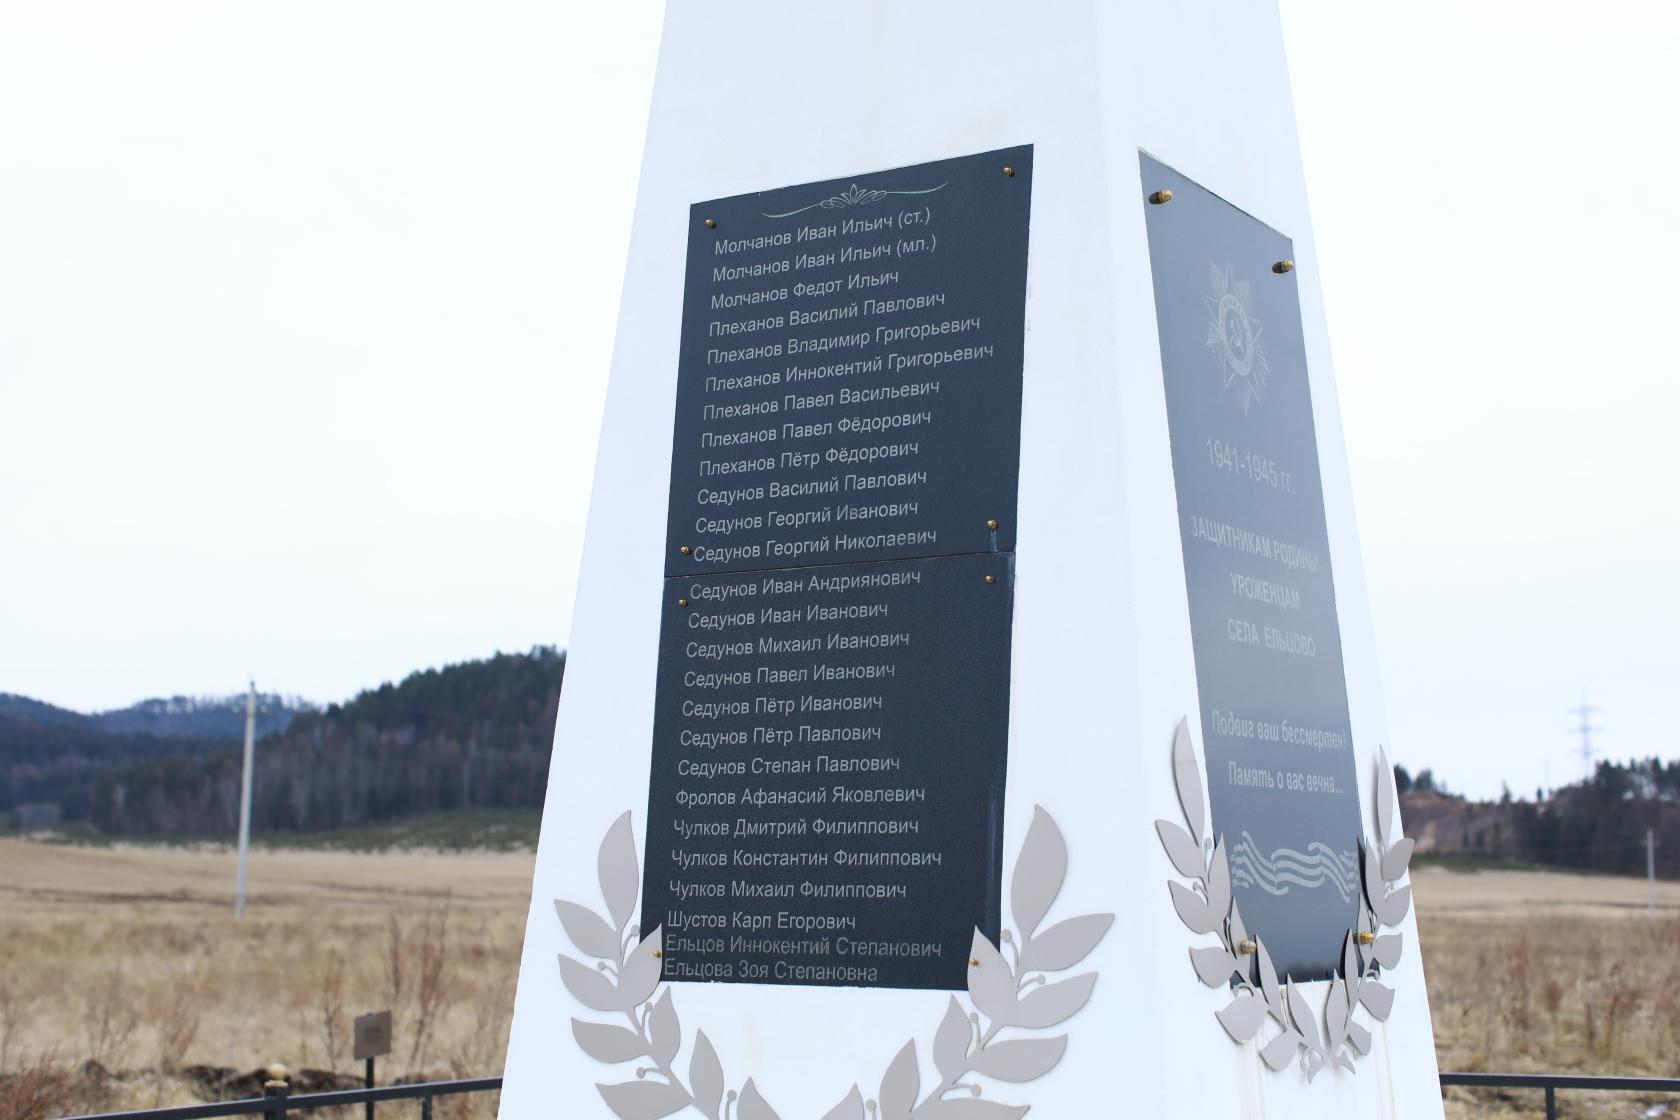 Молчанов Иван Ильич (ст.)
Молчанов Иван Ильич (мл.)
Молчанов Федот Ильич
Плеханов Василий Павлович
Плеханов Владимир Григорьевич
Плеханов Иннокентий Григорьевич
Плеханов Павел Васильевич
Плеханов Павел Фёдорович
Плеханов Пётр Фёдорович
Седунов Василий Павлович
Седунов Георгий Иванович
Седунов Георгий Николаевич
Седунов Иван Андриянович
Седунов Иван Иванович
Седунов Михаил Иванович
Седунов Павел Иванович
Седунов Пётр Иванович
Седунов Пётр Павлович
Седунов Степан Павлович
Фролов Афанасий Яковлевич
Чулков Дмитрий Филиппович
Чулков Константин Филиппович
Чулков Михаил Филиппович
Шустов Карп Егорович
Ельцов Иннокентий Степанович
Ельцова Зоя Степановна
1941-1945 гг.
ЗАЩИТНИКАМ РОДИНЫ -
УРОЖЕНЦАМ
СЕЛА ЕЛЬЦОВО
Подвиг ваш бессмертен!
Память о вас вечна...